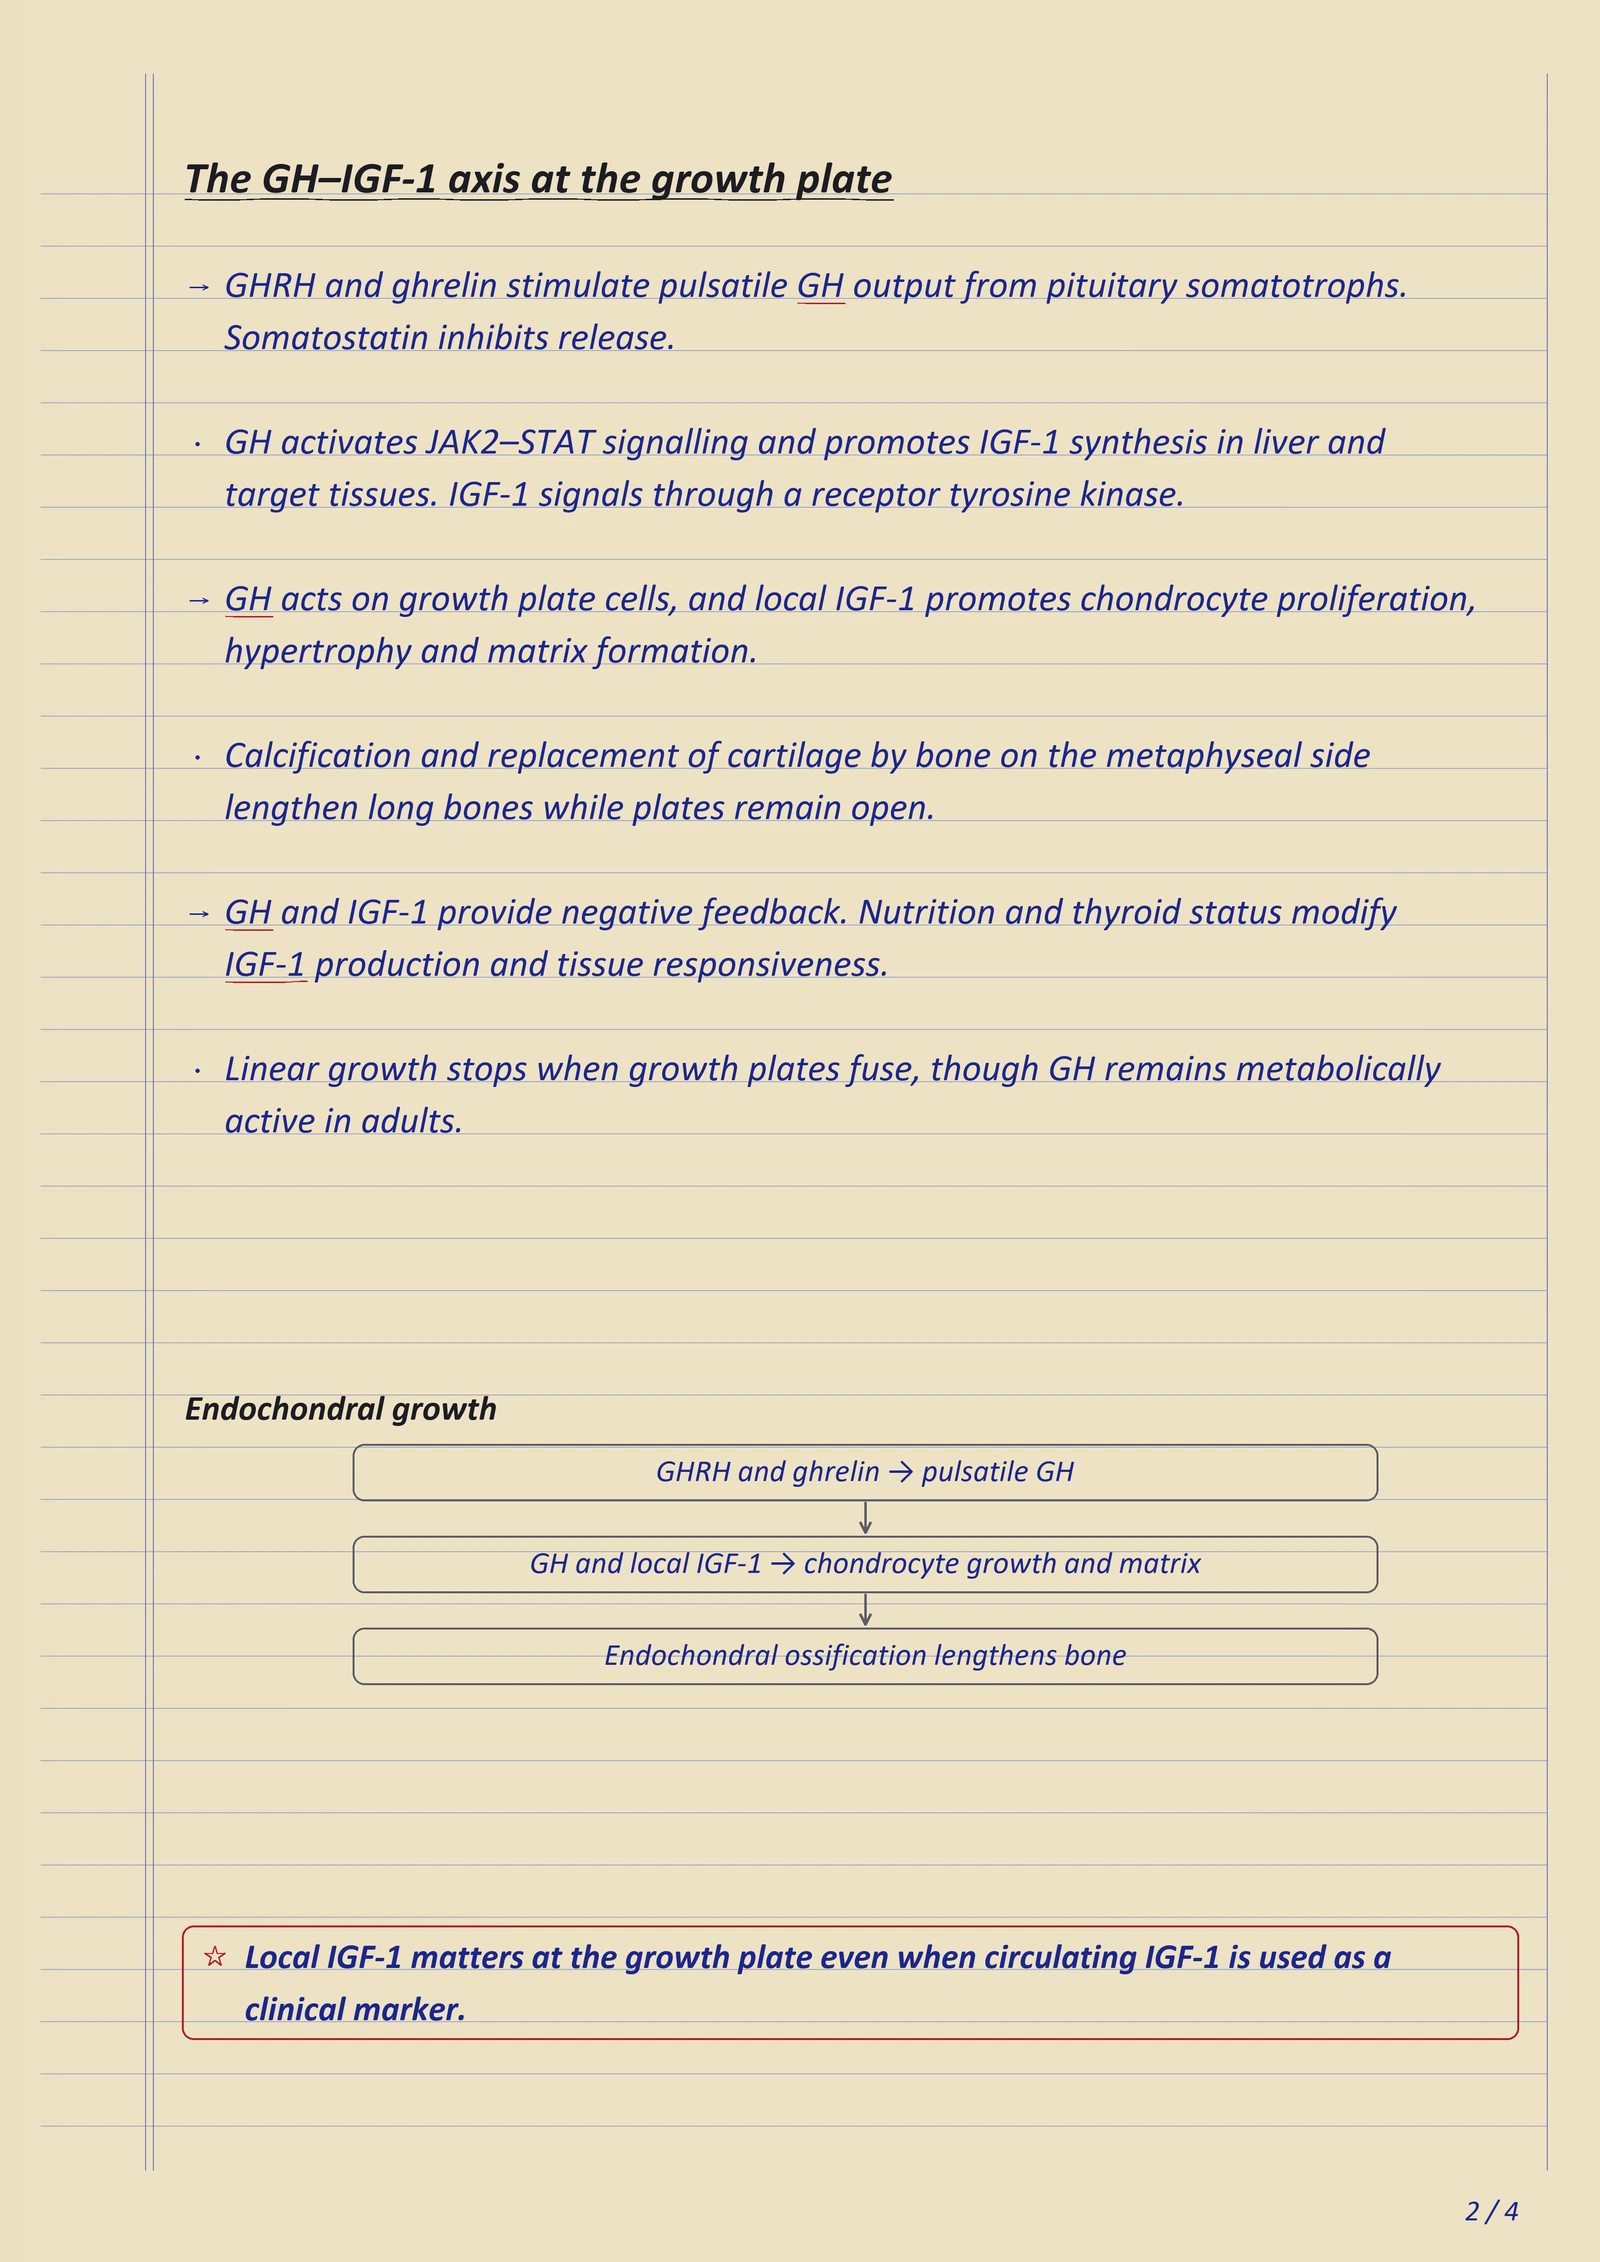 The GH–IGF-1 axis at the growth plate
→ GHRH and ghrelin stimulate pulsatile GH output from pituitary somatotrophs.
Somatostatin inhibits release.
· GH activates JAK2–STAT signalling and promotes IGF-1 synthesis in liver and
target tissues. IGF-1 signals through a receptor tyrosine kinase.
→ GH acts on growth plate cells, and local IGF-1 promotes chondrocyte proliferation,
hypertrophy and matrix formation.
· Calcification and replacement of cartilage by bone on the metaphyseal side
lengthen long bones while plates remain open.
→ GH and IGF-1 provide negative feedback. Nutrition and thyroid status modify
IGF-1 production and tissue responsiveness.
· Linear growth stops when growth plates fuse, though GH remains metabolically
active in adults.
Endochondral growth
GHRH and ghrelin → pulsatile GH
GH and local IGF-1 → chondrocyte growth and matrix
Endochondral ossification lengthens bone
☆ Local IGF-1 matters at the growth plate even when circulating IGF-1 is used as a
clinical marker.
2 / 4